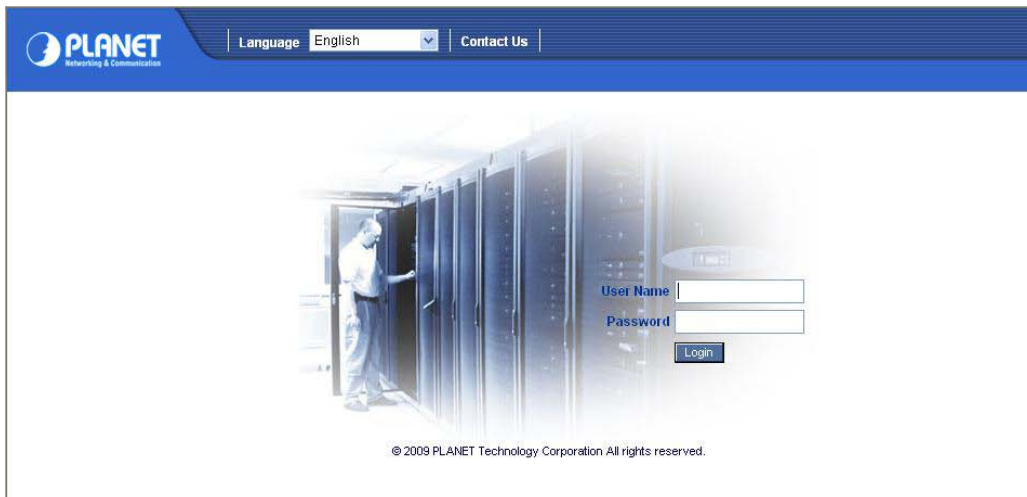 PLANET
Networking & Communication
Language English Contact Us
User Name
Password
Login
© 2009 PLANET Technology Corporation All rights reserved.